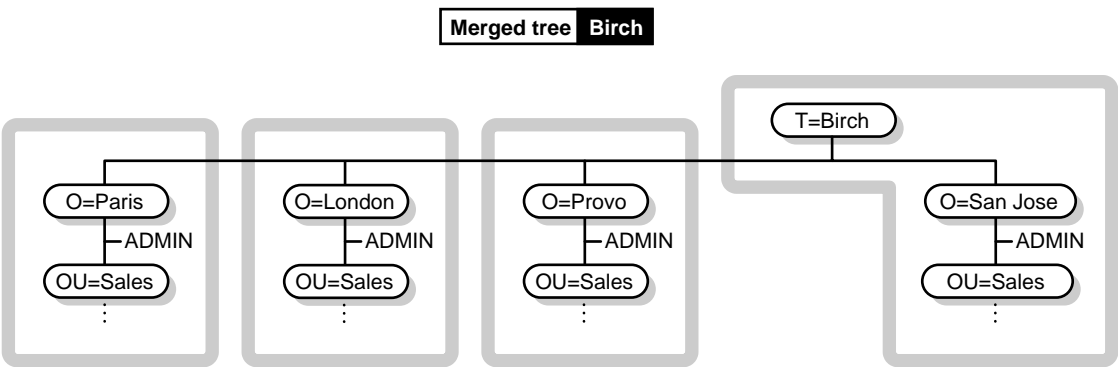 Merged tree Birch
T=Birch
O=Paris O=London O=Provo O=San Jose
ADMIN ADMIN ADMIN ADMIN
OU=Sales OU=Sales OU=Sales OU=Sales